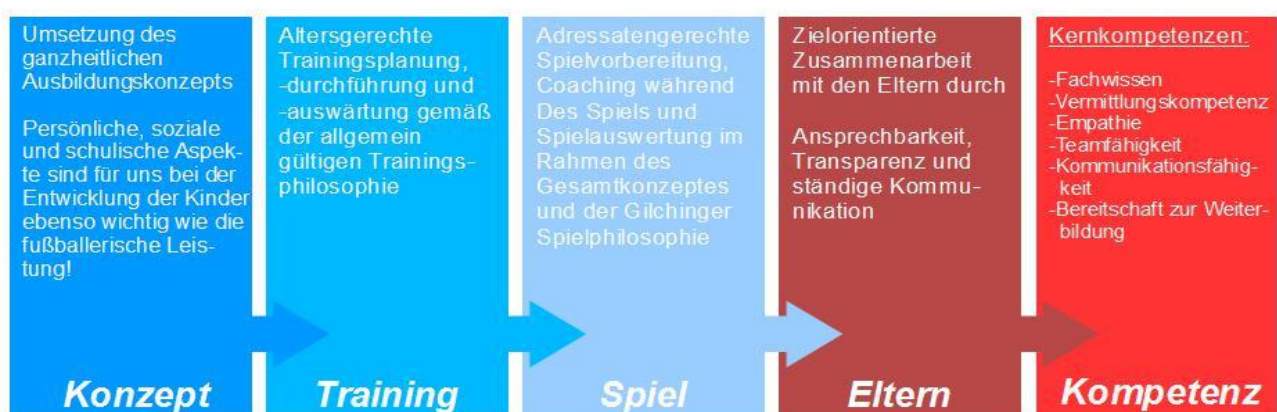 Umsetzung des
ganzheitlichen
Ausbildungskonzepts
Persönliche, soziale
und schulische Aspek-
te sind für uns bei der
Entwicklung der Kinder
ebenso wichtig wie die
fußballerische Leis-
tung!
Konzept
Altersgerechte
Trainingsplanung,
-durchführung und
-auswärtung gemäß
der allgemein
gültigen Trainings-
philosophie
Training
Adressatengerechte
Spielvorbereitung,
Coaching während
Des Spiels und
Spielauswertung im
Rahmen des
Gesamtkonzeptes
und der Gilchinger
Spielphilosophie
Spiel
Zielorientierte
Zusammenarbeit
mit den Eltern durch
Ansprechbarkeit,
Transparenz und
ständige Kommu-
nikation
Eltern
Kernkompetenzen:
-Fachwissen
-Vermittlungskompetenz
-Empathie
-Teamfähigkeit
-Kommunikationsfähig-
keit
-Bereitschaft zur Weiter-
bildung
Kompetenz